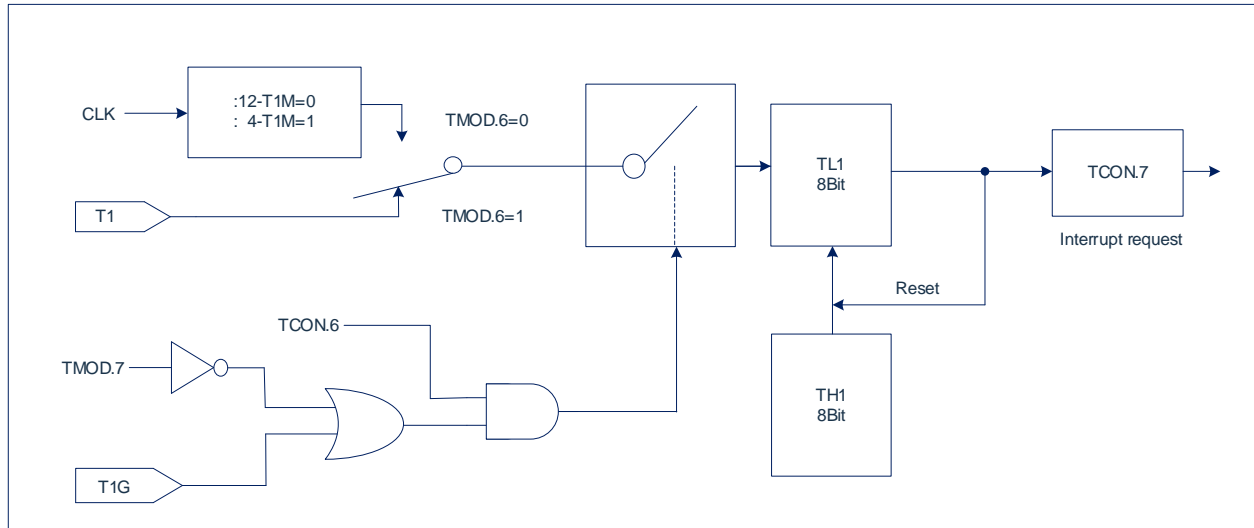 :12-T1M=0
: 4-T1M=1
CLK
TMOD.6=0
T1
TMOD.6=1
TL1
8Bit
TCON.7
Interrupt request
Reset
TCON.6
TMOD.7
TH1
8Bit
T1G